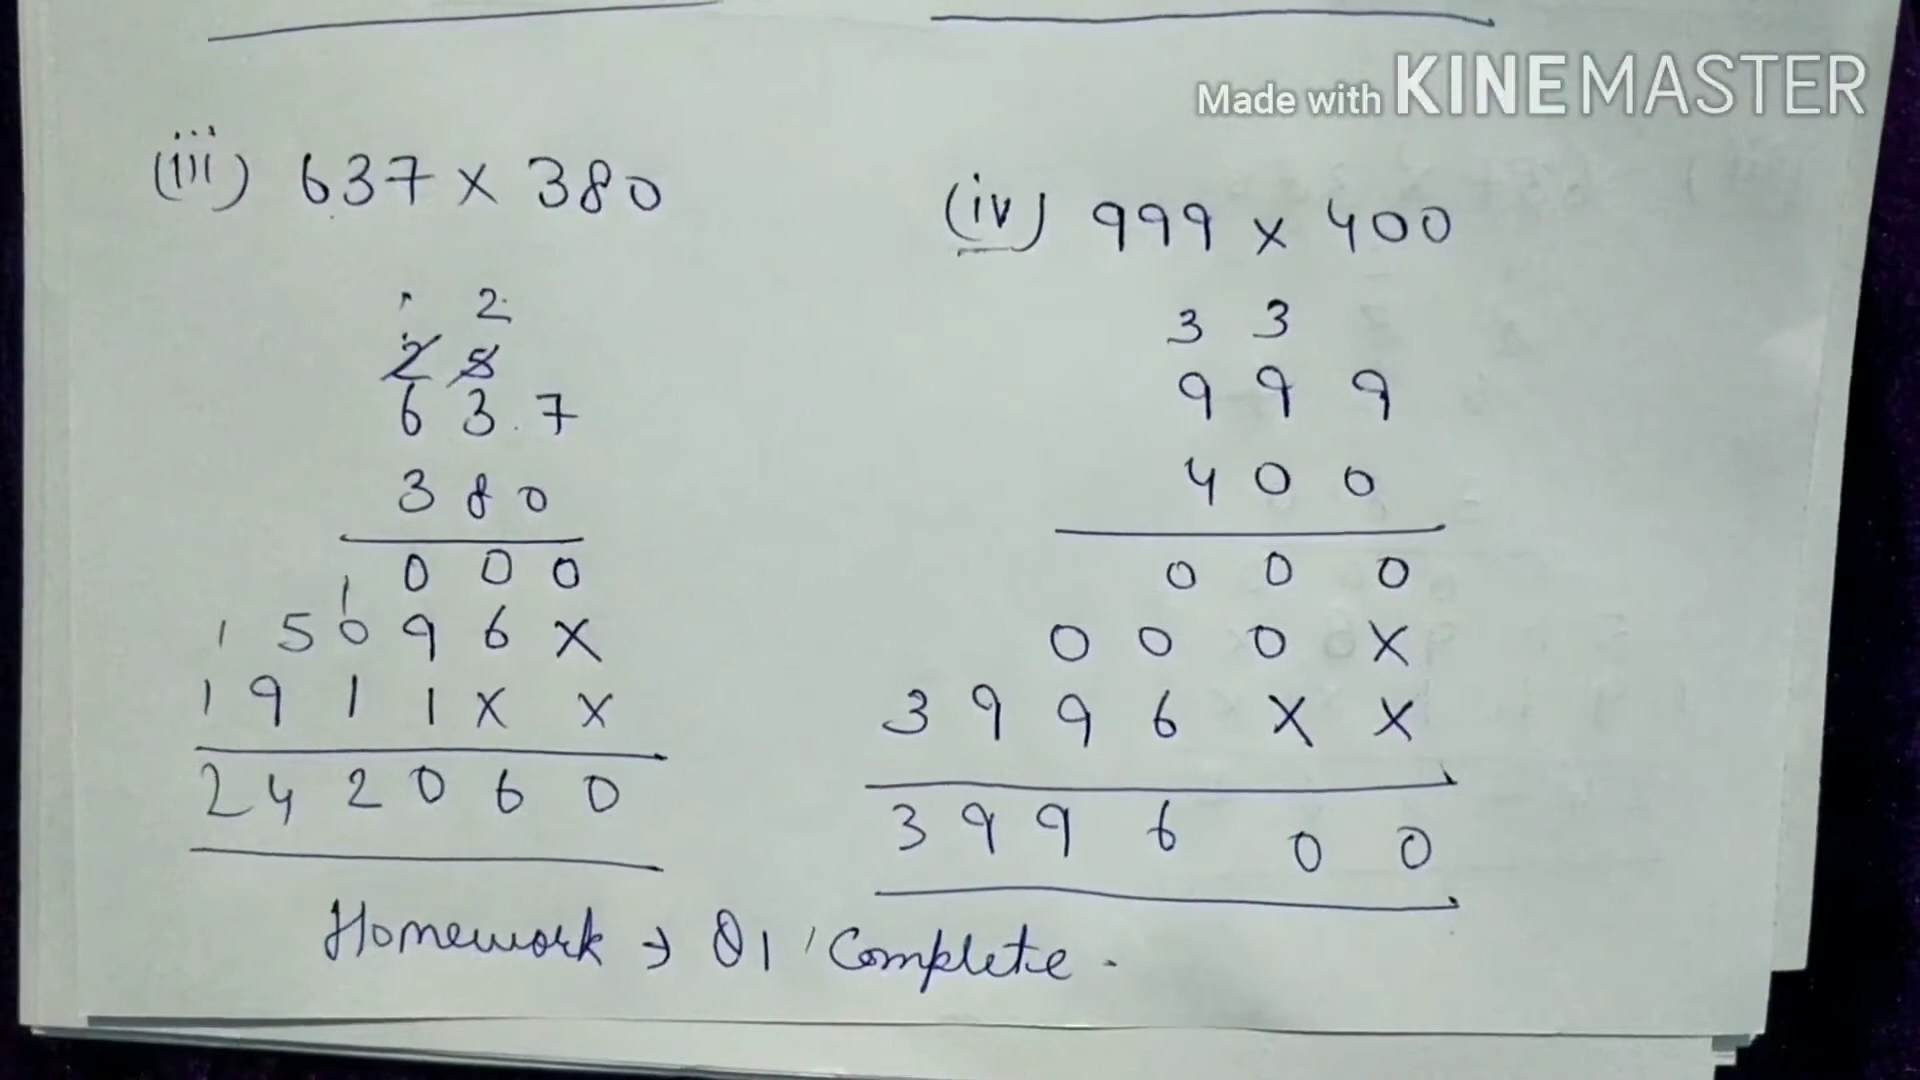 Made with KINEMASTER
(iii) 637 × 380
2
2 5
6 3 7
3 8 0
0 0 0
1
1 5 0 9 6 ×
1 9 1 1 × ×
2 4 2 0 6 0
(iv) 999 × 400
3 3
9 9 9
4 0 0
0 0 0
0 0 0 ×
3 9 9 6 × ×
3 9 9 6 0 0
Homework → Q1 Complete.